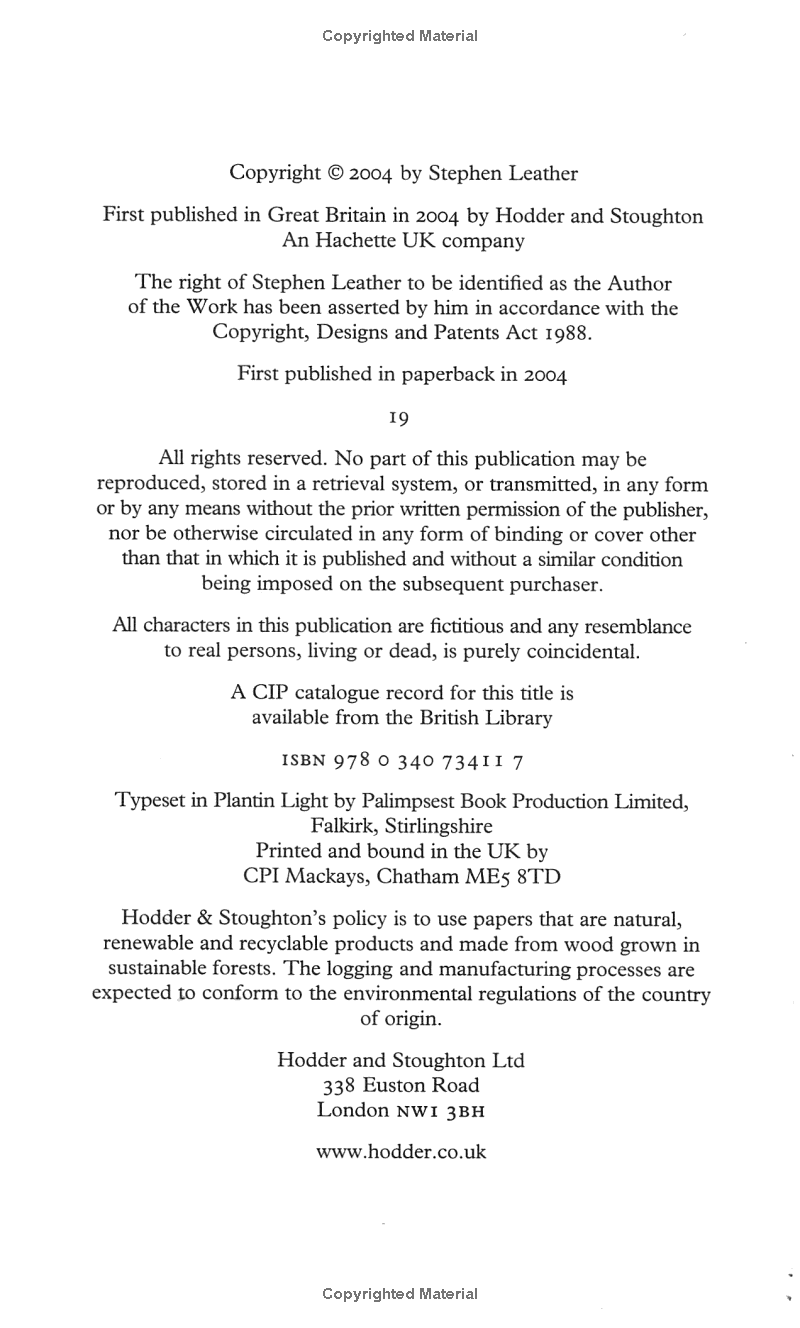 Copyrighted Material
Copyright © 2004 by Stephen Leather
First published in Great Britain in 2004 by Hodder and Stoughton
An Hachette UK company
The right of Stephen Leather to be identified as the Author
of the Work has been asserted by him in accordance with the
Copyright, Designs and Patents Act 1988.
First published in paperback in 2004
19
All rights reserved. No part of this publication may be
reproduced, stored in a retrieval system, or transmitted, in any form
or by any means without the prior written permission of the publisher,
nor be otherwise circulated in any form of binding or cover other
than that in which it is published and without a similar condition
being imposed on the subsequent purchaser.
All characters in this publication are fictitious and any resemblance
to real persons, living or dead, is purely coincidental.
A CIP catalogue record for this title is
available from the British Library
ISBN 978 0 340 73411 7
Typeset in Plantin Light by Palimpsest Book Production Limited,
Falkirk, Stirlingshire
Printed and bound in the UK by
CPI Mackays, Chatham ME5 8TD
Hodder & Stoughton's policy is to use papers that are natural,
renewable and recyclable products and made from wood grown in
sustainable forests. The logging and manufacturing processes are
expected to conform to the environmental regulations of the country
of origin.
Hodder and Stoughton Ltd
338 Euston Road
London NW1 3BH
www.hodder.co.uk
Copyrighted Material